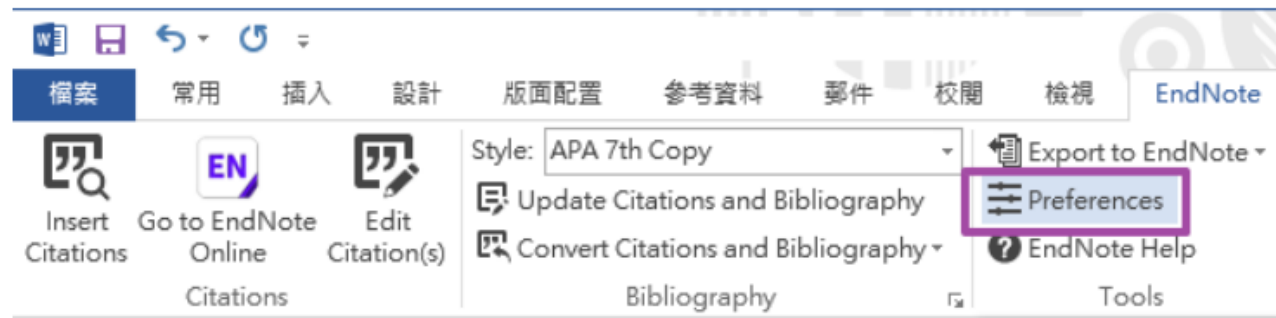 檔案 常用 插入 設計 版面配置 參考資料 郵件 校閱 檢視 EndNote
Insert Citations
EN
Go to EndNote Online
Edit Citation(s)
Style: APA 7th Copy
Update Citations and Bibliography
Convert Citations and Bibliography
Export to EndNote
Preferences
EndNote Help
Citations
Bibliography
Tools